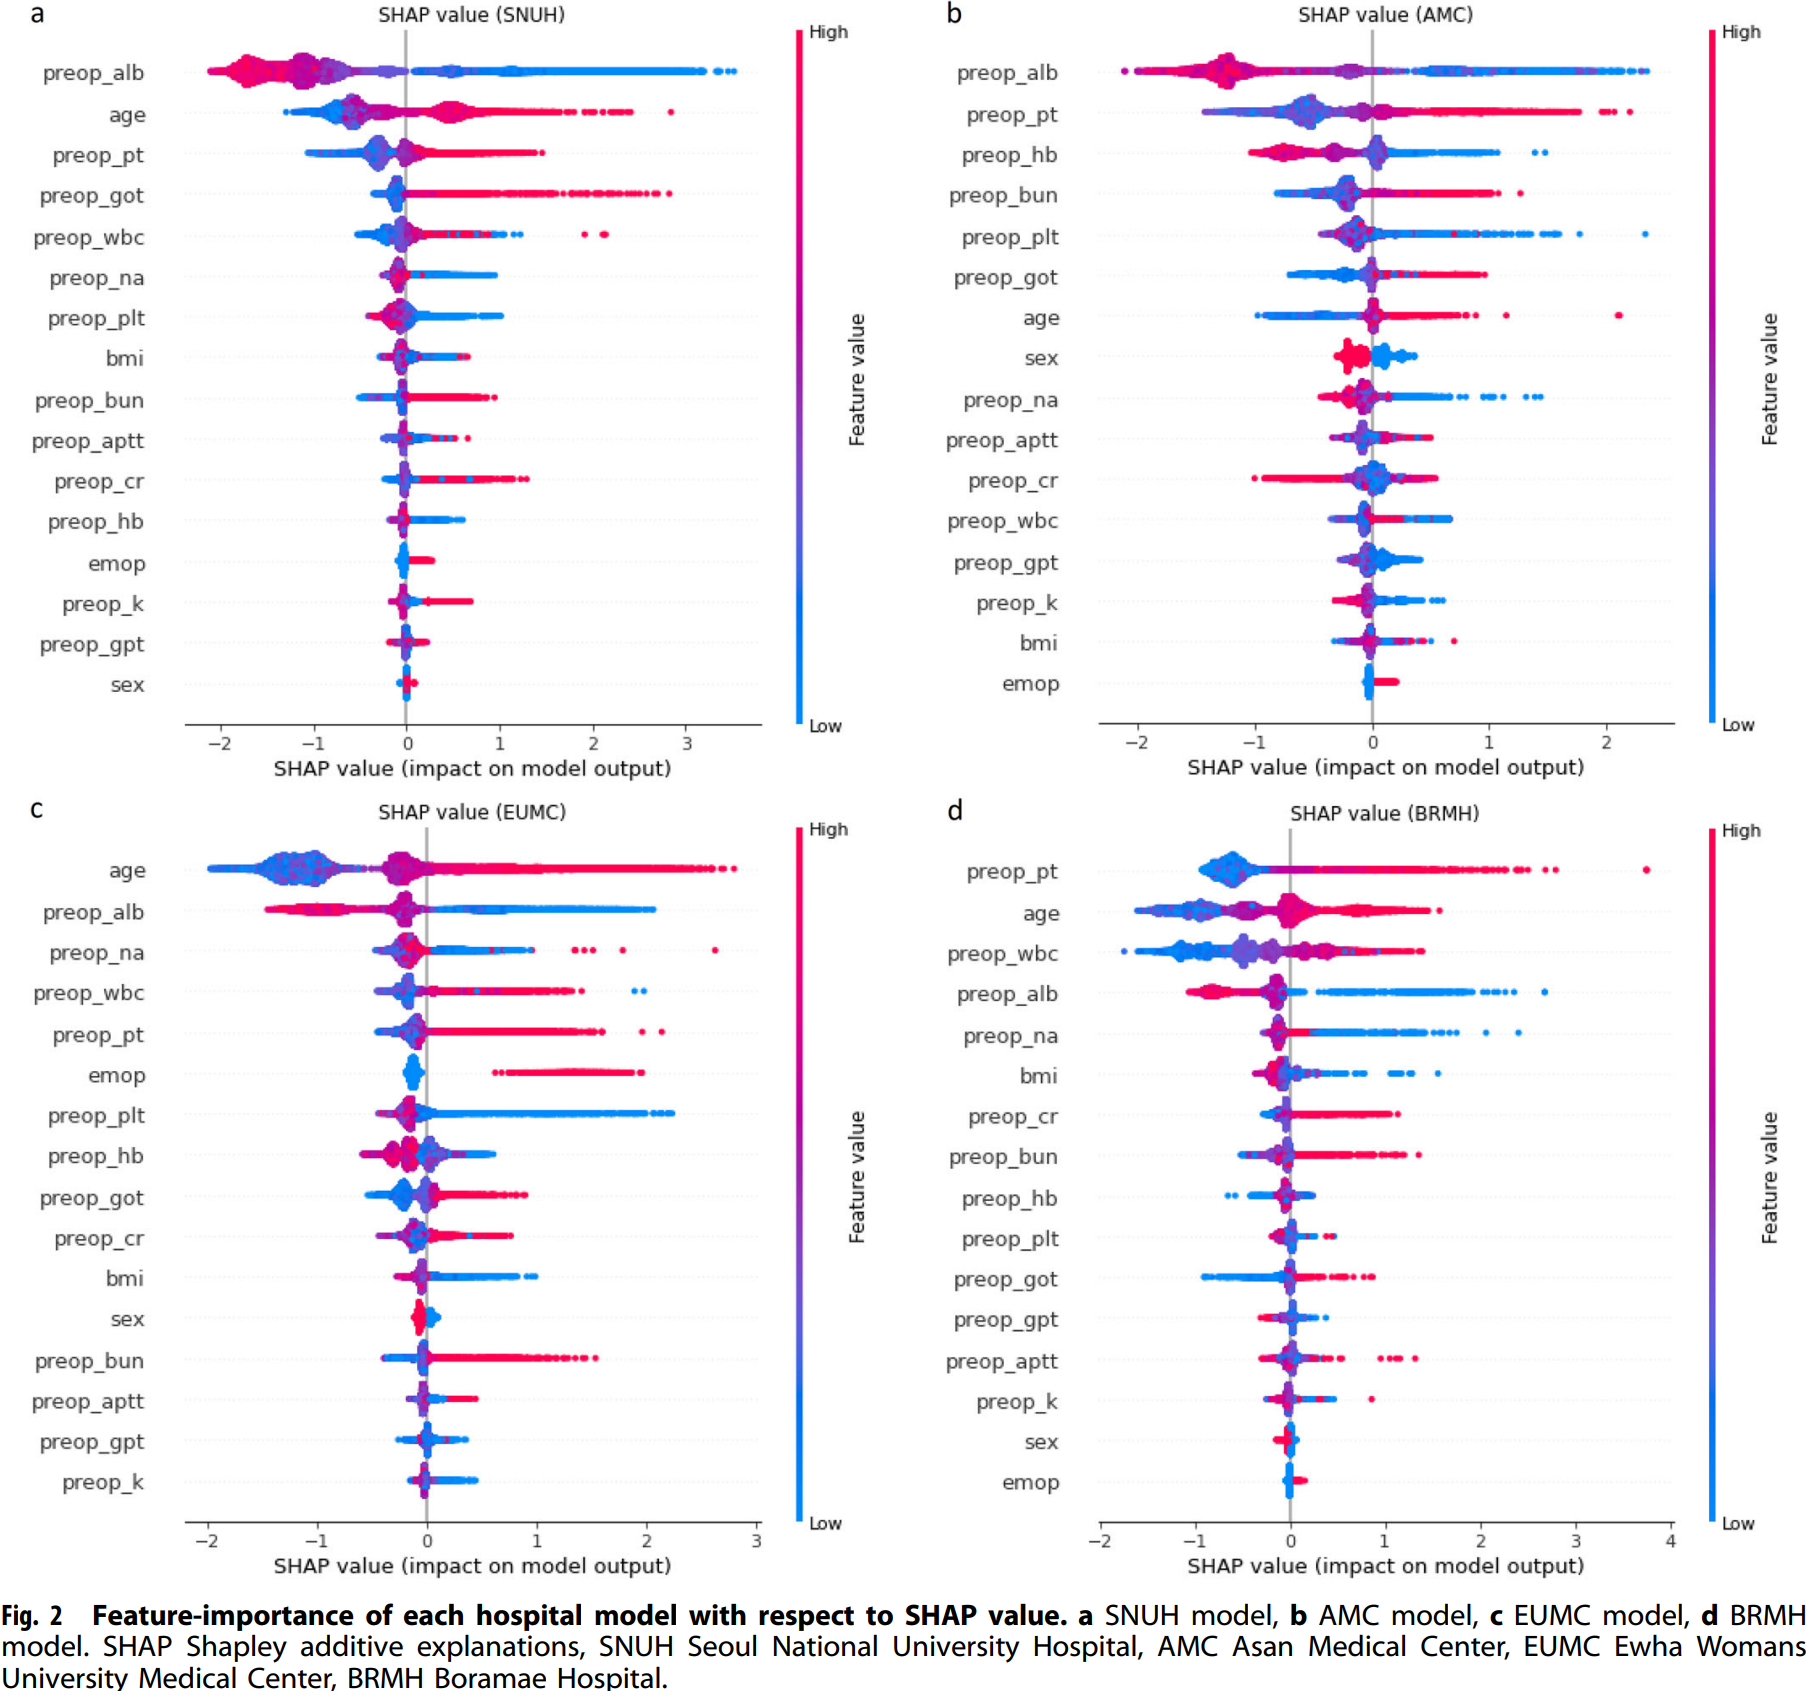 a
SHAP value (SNUH)
High
preop_alb
age
preop_pt
preop_got
preop_wbc
preop_na
preop_plt
bmi
preop_bun
preop_aptt
preop_cr
preop_hb
emop
preop_k
preop_gpt
sex
Feature value
Low
−2 −1 0 1 2 3
SHAP value (impact on model output)
b
SHAP value (AMC)
High
preop_alb
preop_pt
preop_hb
preop_bun
preop_plt
preop_got
age
sex
preop_na
preop_aptt
preop_cr
preop_wbc
preop_gpt
preop_k
bmi
emop
Feature value
Low
−2 −1 0 1 2
SHAP value (impact on model output)
c
SHAP value (EUMC)
High
age
preop_alb
preop_na
preop_wbc
preop_pt
emop
preop_plt
preop_hb
preop_got
preop_cr
bmi
sex
preop_bun
preop_aptt
preop_gpt
preop_k
Feature value
Low
−2 −1 0 1 2 3
SHAP value (impact on model output)
d
SHAP value (BRMH)
High
preop_pt
age
preop_wbc
preop_alb
preop_na
bmi
preop_cr
preop_bun
preop_hb
preop_plt
preop_got
preop_gpt
preop_aptt
preop_k
sex
emop
Feature value
Low
−2 −1 0 1 2 3 4
SHAP value (impact on model output)
Fig. 2 Feature-importance of each hospital model with respect to SHAP value. a SNUH model, b AMC model, c EUMC model, d BRMH
model. SHAP Shapley additive explanations, SNUH Seoul National University Hospital, AMC Asan Medical Center, EUMC Ewha Womans
University Medical Center, BRMH Boramae Hospital.